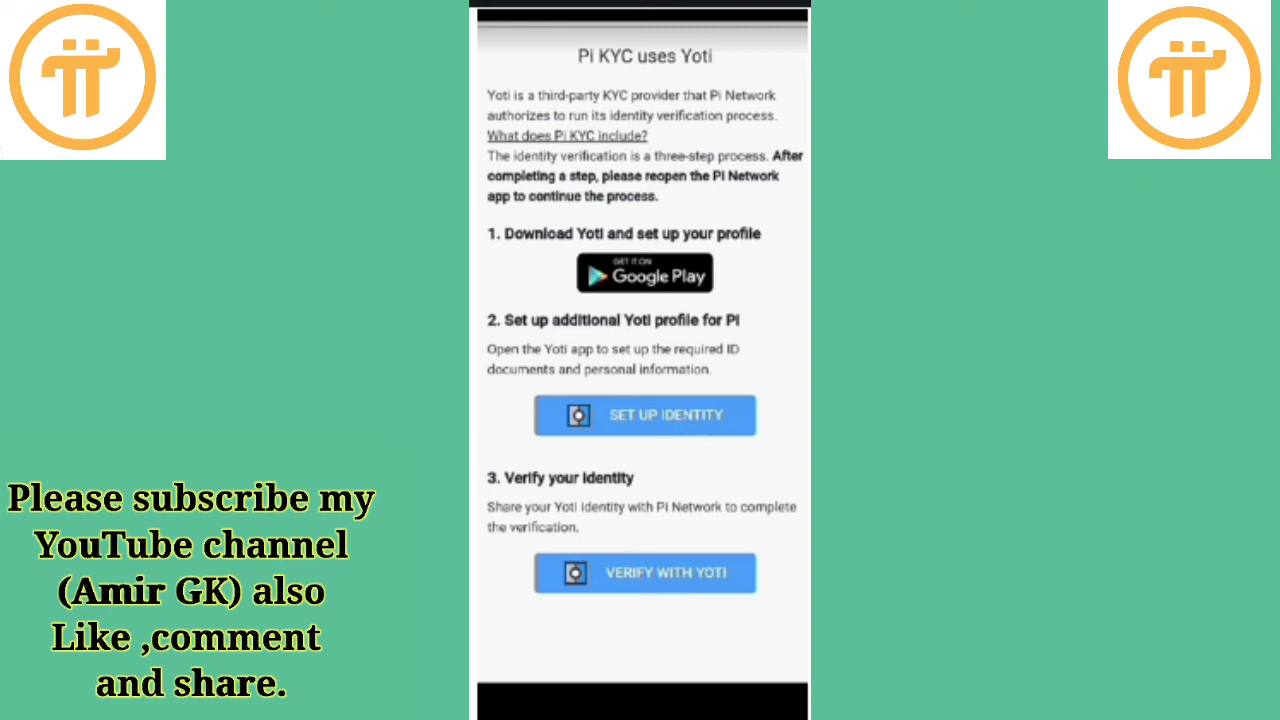 Pi KYC uses Yoti
Yoti is a third-party KYC provider that Pi Network
authorizes to run its identity verification process.
What does Pi KYC include?
The identity verification is a three-step process. After
completing a step, please reopen the Pi Network
app to continue the process.
1. Download Yoti and set up your profile
GET IT ON
Google Play
2. Set up additional Yoti profile for Pi
Open the Yoti app to set up the required ID
documents and personal information.
SET UP IDENTITY
3. Verify your identity
Share your Yoti identity with Pi Network to complete
the verification.
VERIFY WITH YOTI
Please subscribe my
YouTube channel
(Amir GK) also
Like ,comment
and share.